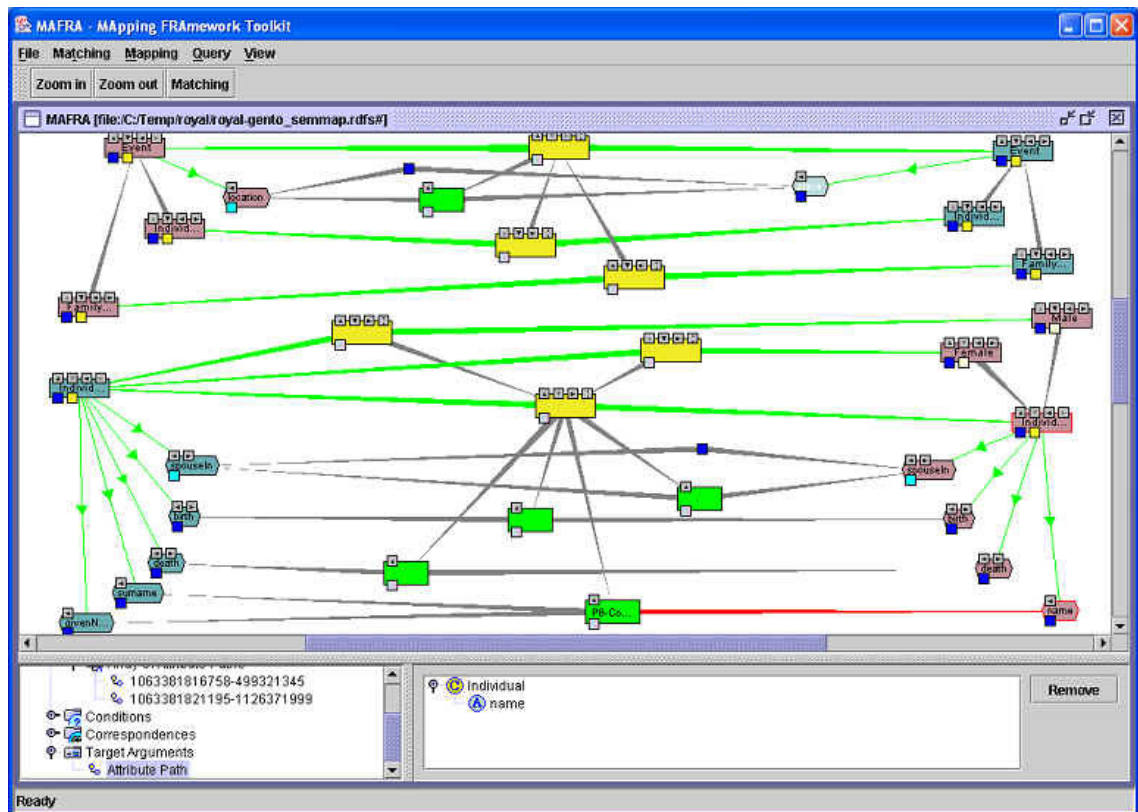 MAFRA - MApping FRAmework Toolkit
File Matching Mapping Query View
Zoom in Zoom out Matching
MAFRA [file:/C:/Temp/royal/royal-gento_semmap.rdfs#]
Event Event
location
Individ... Individ...
Family... Family...
Male
Female
Individ... Individ...
spouseIn spouseIn
birth birth
death death
surname
givenN... PB-Co... name
1063381816758-499321345
1063381821195-1126371999
Conditions
Correspondences
Target Arguments
Attribute Path
C Individual
A name
Remove
Ready